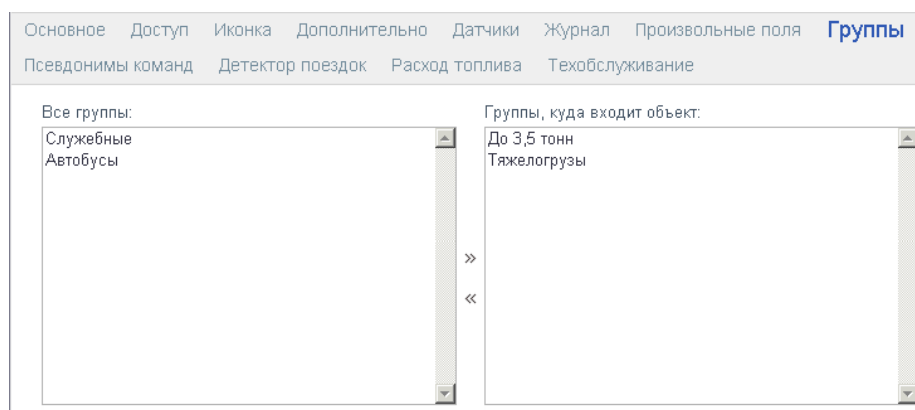 Основное Доступ Иконка Дополнительно Датчики Журнал Произвольные поля Группы
Псевдонимы команд Детектор поездок Расход топлива Техобслуживание
Все группы: Группы, куда входит объект:
Служебные До 3,5 тонн
Автобусы Тяжелогрузы
»
«